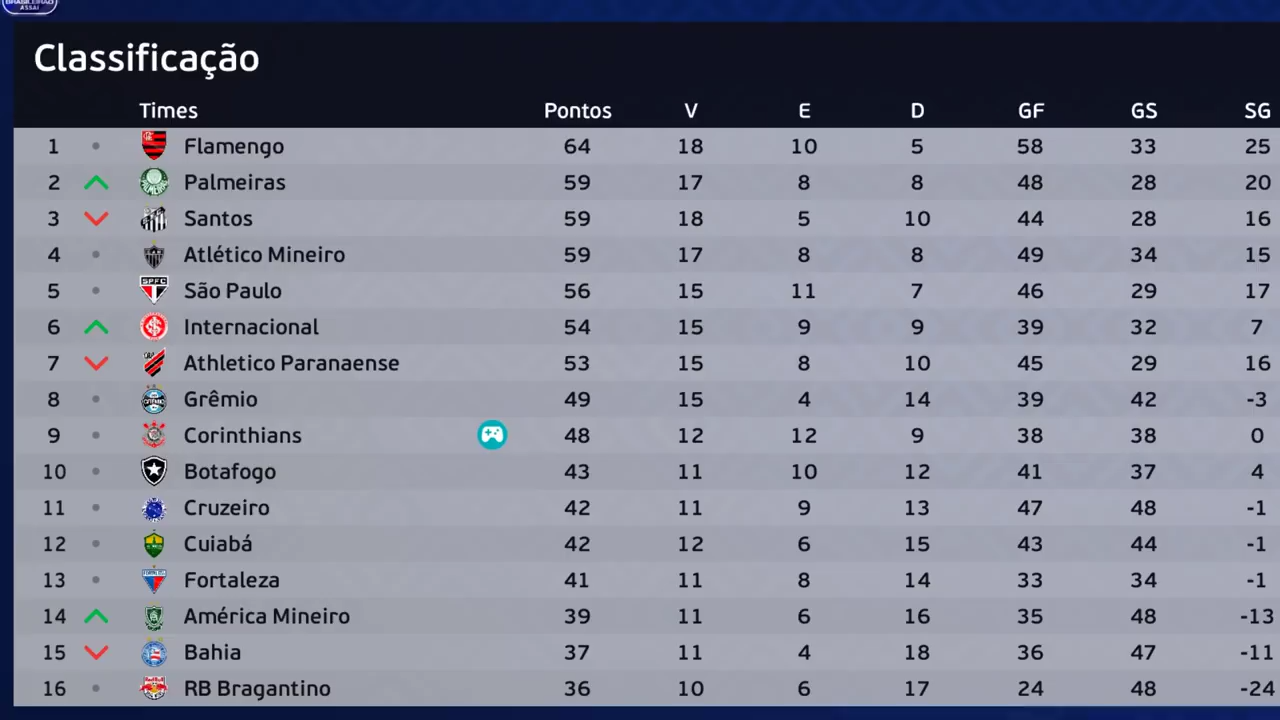 BRASILEIRÃO
ASSAÍ
Classificação
Times Pontos V E D GF GS SG
1 Flamengo 64 18 10 5 58 33 25
2 Palmeiras 59 17 8 8 48 28 20
3 Santos 59 18 5 10 44 28 16
4 Atlético Mineiro 59 17 8 8 49 34 15
5 São Paulo 56 15 11 7 46 29 17
6 Internacional 54 15 9 9 39 32 7
7 Athletico Paranaense 53 15 8 10 45 29 16
8 Grêmio 49 15 4 14 39 42 -3
9 Corinthians 48 12 12 9 38 38 0
10 Botafogo 43 11 10 12 41 37 4
11 Cruzeiro 42 11 9 13 47 48 -1
12 Cuiabá 42 12 6 15 43 44 -1
13 Fortaleza 41 11 8 14 33 34 -1
14 América Mineiro 39 11 6 16 35 48 -13
15 Bahia 37 11 4 18 36 47 -11
16 RB Bragantino 36 10 6 17 24 48 -24